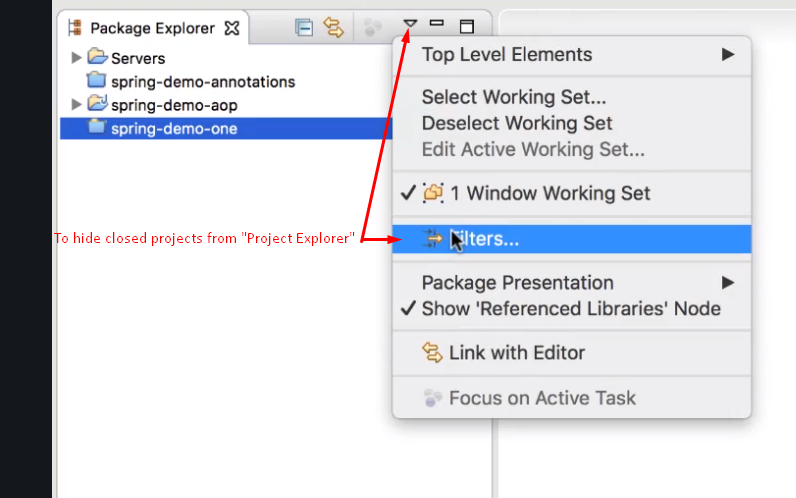 Package Explorer
Servers
spring-demo-annotations
spring-demo-aop
spring-demo-one
To hide closed projects from "Project Explorer"
Top Level Elements
Select Working Set...
Deselect Working Set
Edit Active Working Set...
1 Window Working Set
Filters...
Package Presentation
Show 'Referenced Libraries' Node
Link with Editor
Focus on Active Task